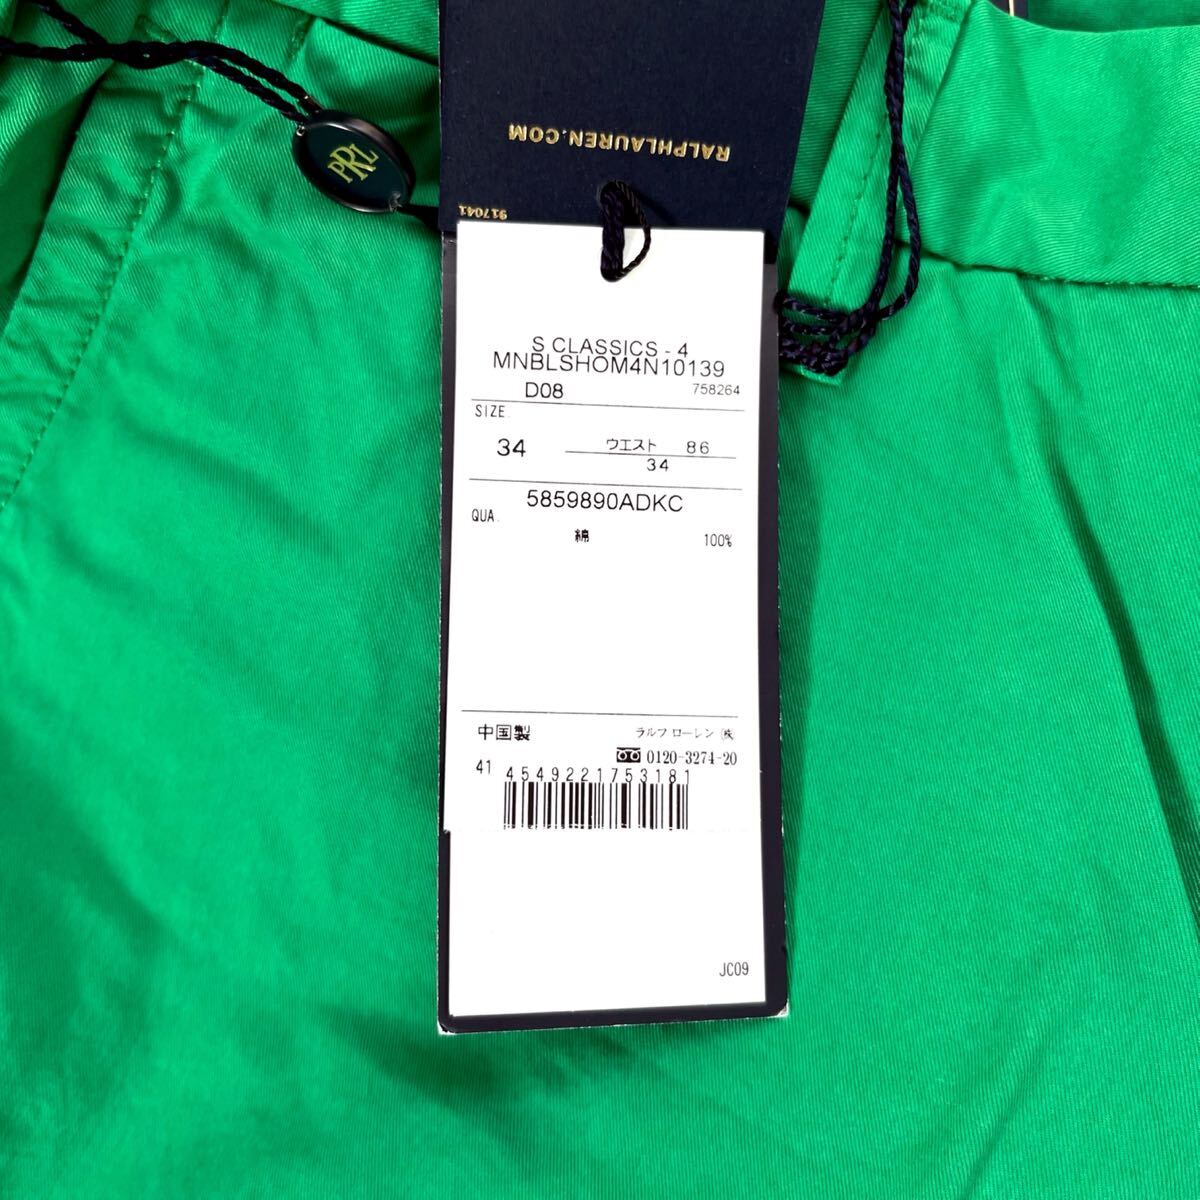 PRL
RALPHLAUREN.COM
917041
S CLASSICS - 4
MNBLSHOM4N10139
D08 758264
SIZE.
34 ウエスト 86
34
5859890ADKC
QUA.
綿 100%
中国製 ラルフ ローレン ㈱
0120-3274-20
41 4549221753181
JC09